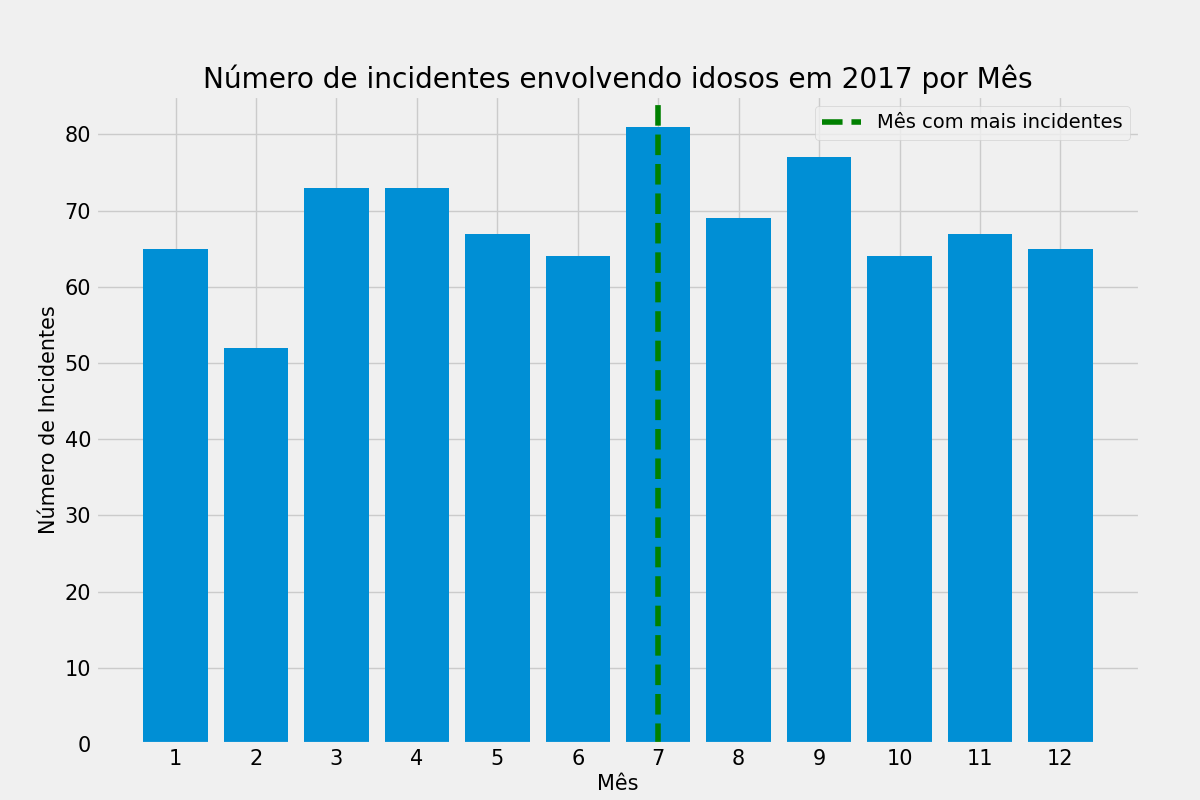 Número de incidentes envolvendo idosos em 2017 por Mês
Mês com mais incidentes
Número de Incidentes
80
70
60
50
40
30
20
10
0
1 2 3 4 5 6 7 8 9 10 11 12
Mês